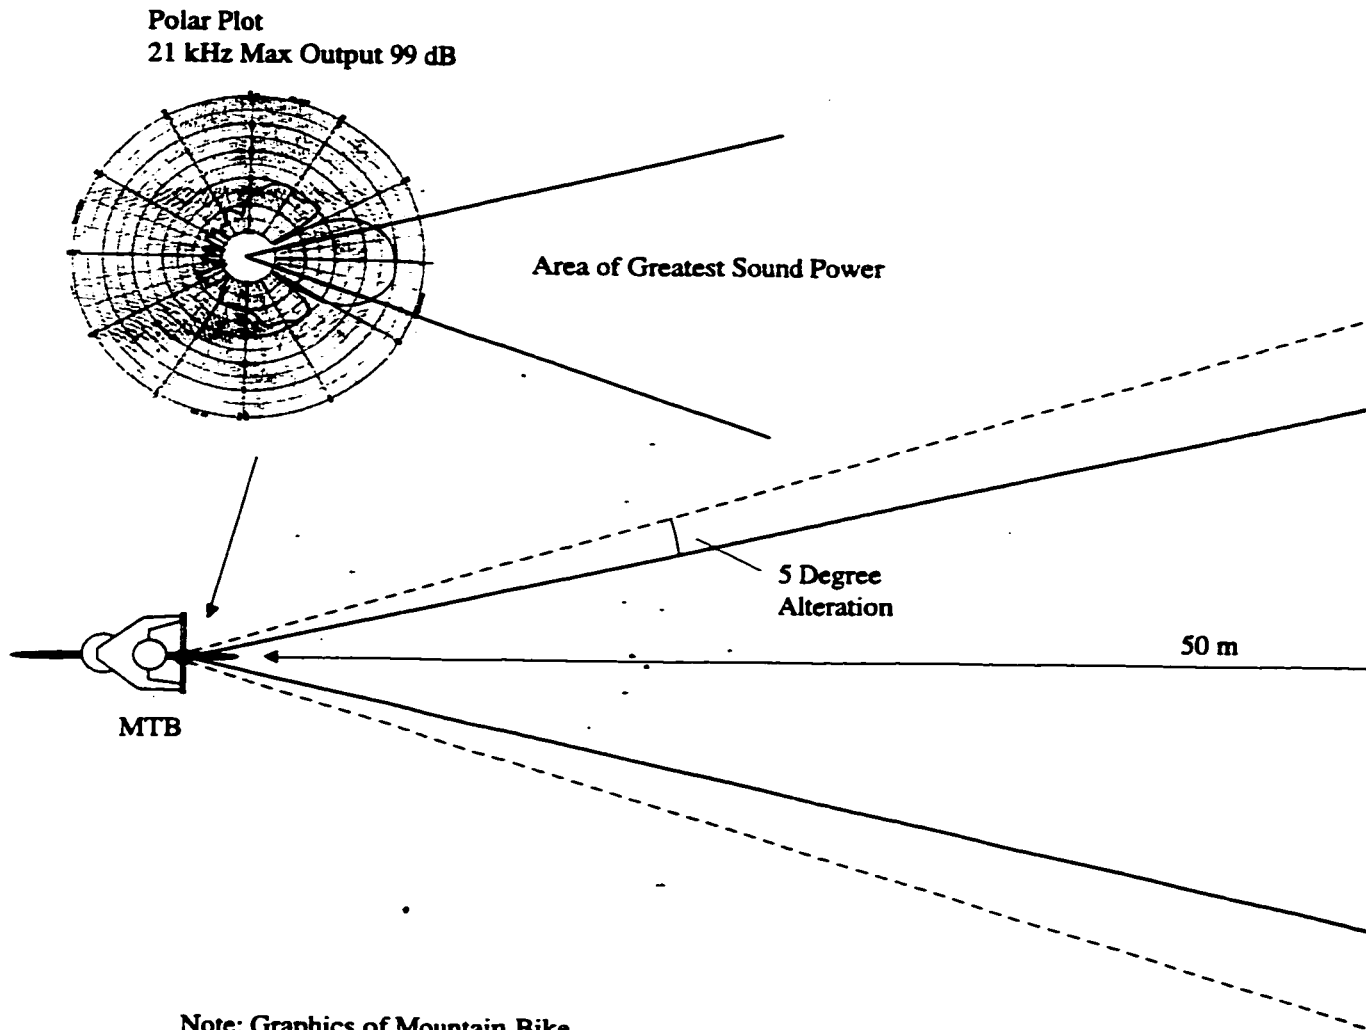 Polar Plot
21 kHz Max Output 99 dB
Area of Greatest Sound Power
5 Degree
Alteration
50 m
MTB
Note: Graphics of Mountain Bike